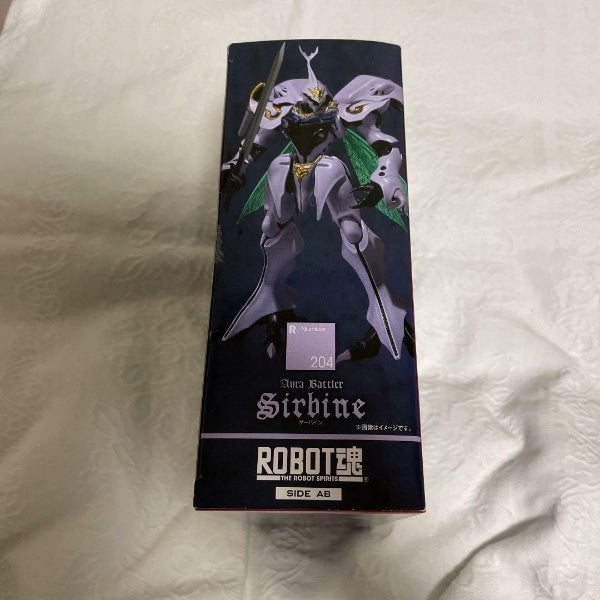 R Number
204
Aura Battler
Sirbine
サーバイン
※画像はイメージです。
ROBOT魂
THE ROBOT SPIRITS
SIDE AB